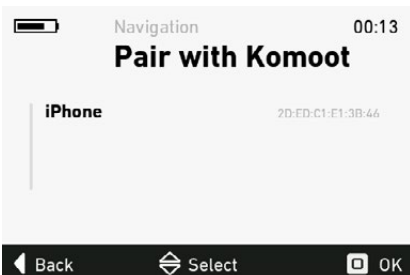 Navigation 00:13
Pair with Komoot
iPhone 2D:ED:C1:E1:3B:46
Back Select OK